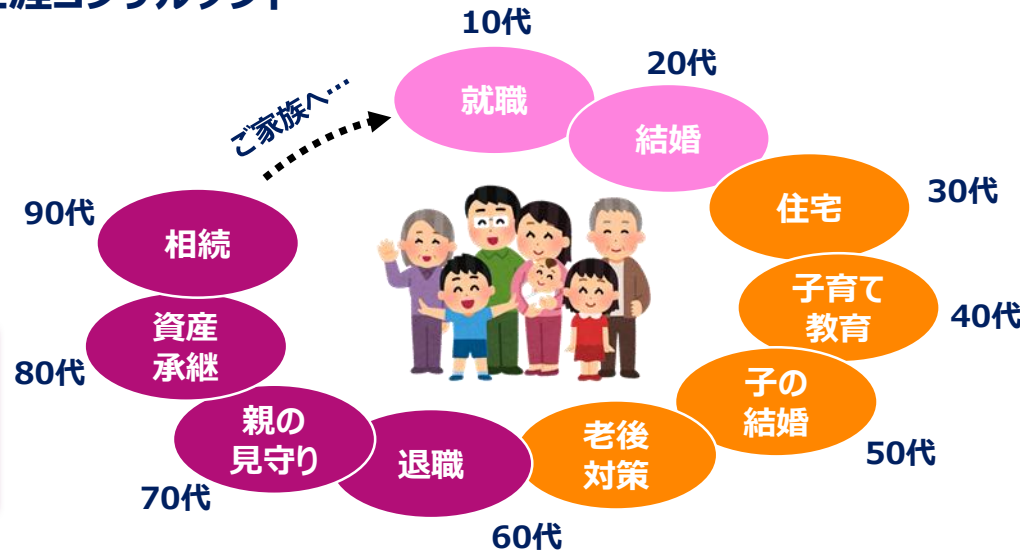 生涯コンサルタント
10代
就職
20代
結婚
30代
住宅
40代
子育て
教育
50代
子の
結婚
老後
対策
60代
退職
70代
親の
見守り
80代
資産
承継
90代
相続
ご家族へ…